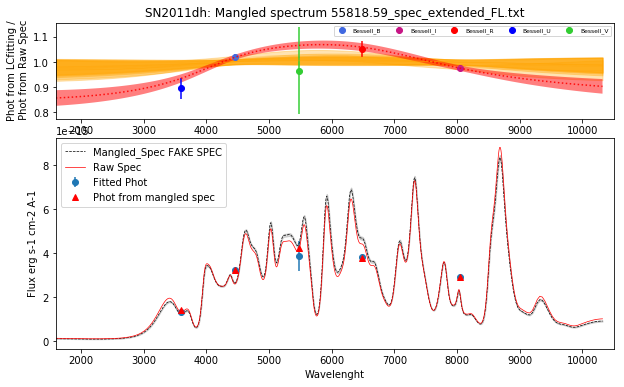 SN2011dh: Mangled spectrum 55818.59_spec_extended_FL.txt
Phot from LCfitting /
Phot from Raw Spec
1.1
1.0
0.9
0.8
Bessell_B
Bessell_I
Bessell_R
Bessell_U
Bessell_V
2000 3000 4000 5000 6000 7000 8000 9000 10000
Flux erg s-1 cm-2 A-1
8
6
4
2
0
Mangled_Spec FAKE SPEC
Raw Spec
Fitted Phot
Phot from mangled spec
2000 3000 4000 5000 6000 7000 8000 9000 10000
Wavelenght